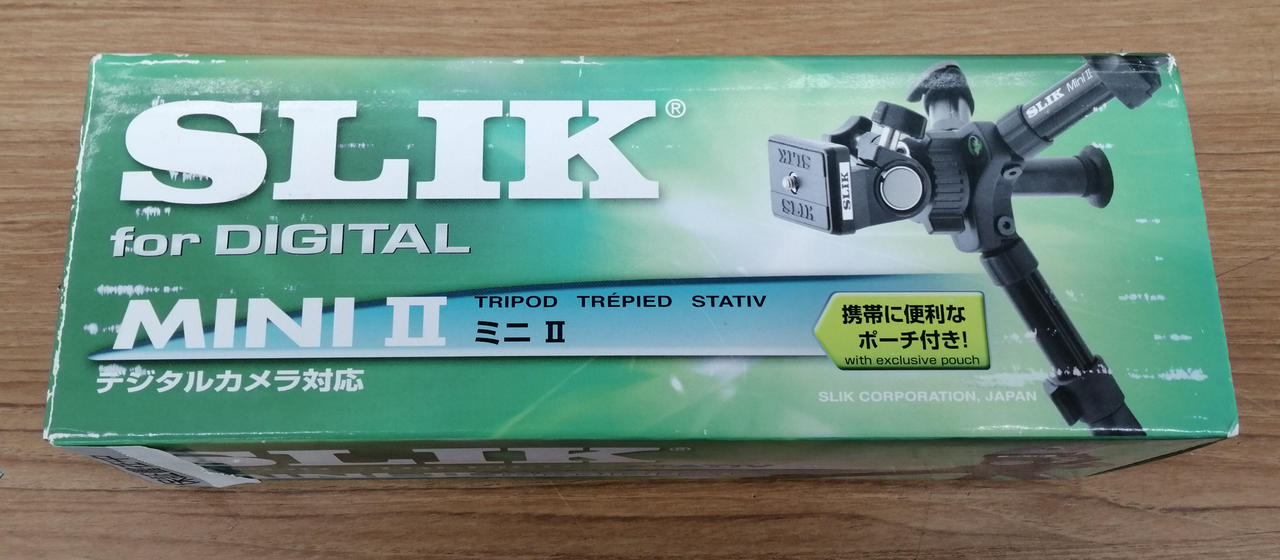 SLIK®
for DIGITAL
MINI II
TRIPOD TRÉPIED STATIV
ミニ II
デジタルカメラ対応
携帯に便利な
ポーチ付き!
with exclusive pouch
SLIK CORPORATION, JAPAN
SLIK Mini II
SLIK
SLIK
SLIK
SLIK®